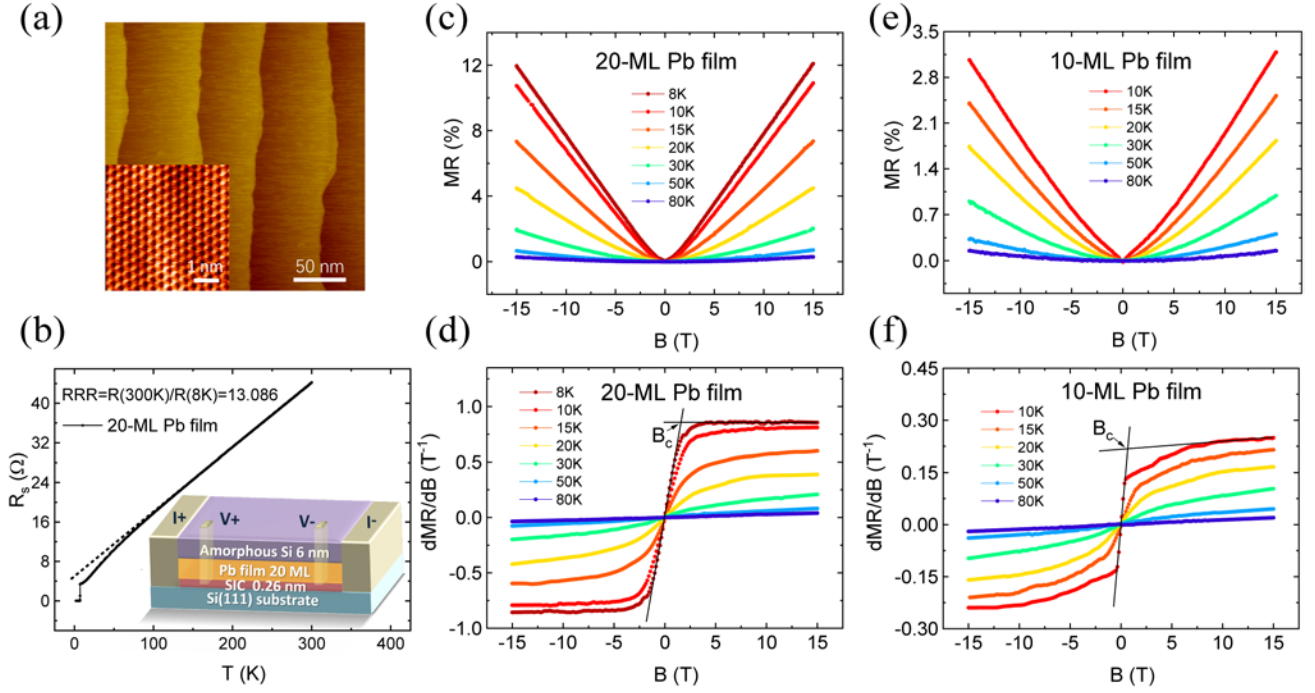 (a)
1 nm
50 nm
(b)
RRR=R(300K)/R(8K)=13.086
20-ML Pb film
40
32
24
16
8
0
R_s (Ω)
I+
V+
V-
I-
Amorphous Si 6 nm
Pb film 20 ML
SIC 0.26 nm
Si(111) substrate
0 100 200 300 400
T (K)
(c)
20-ML Pb film
8K
10K
15K
20K
30K
50K
80K
12
8
4
0
MR (%)
-15 -10 -5 0 5 10 15
B (T)
(d)
20-ML Pb film
8K
10K
15K
20K
30K
50K
80K
B_c
1.0
0.5
0.0
-0.5
-1.0
dMR/dB (T⁻¹)
-15 -10 -5 0 5 10 15
B (T)
(e)
10-ML Pb film
10K
15K
20K
30K
50K
80K
3.5
2.8
2.1
1.4
0.7
0.0
MR (%)
-15 -10 -5 0 5 10 15
B (T)
(f)
10-ML Pb film
10K
15K
20K
30K
50K
80K
B_c
0.45
0.30
0.15
0.00
-0.15
-0.30
dMR/dB (T⁻¹)
-15 -10 -5 0 5 10 15
B (T)